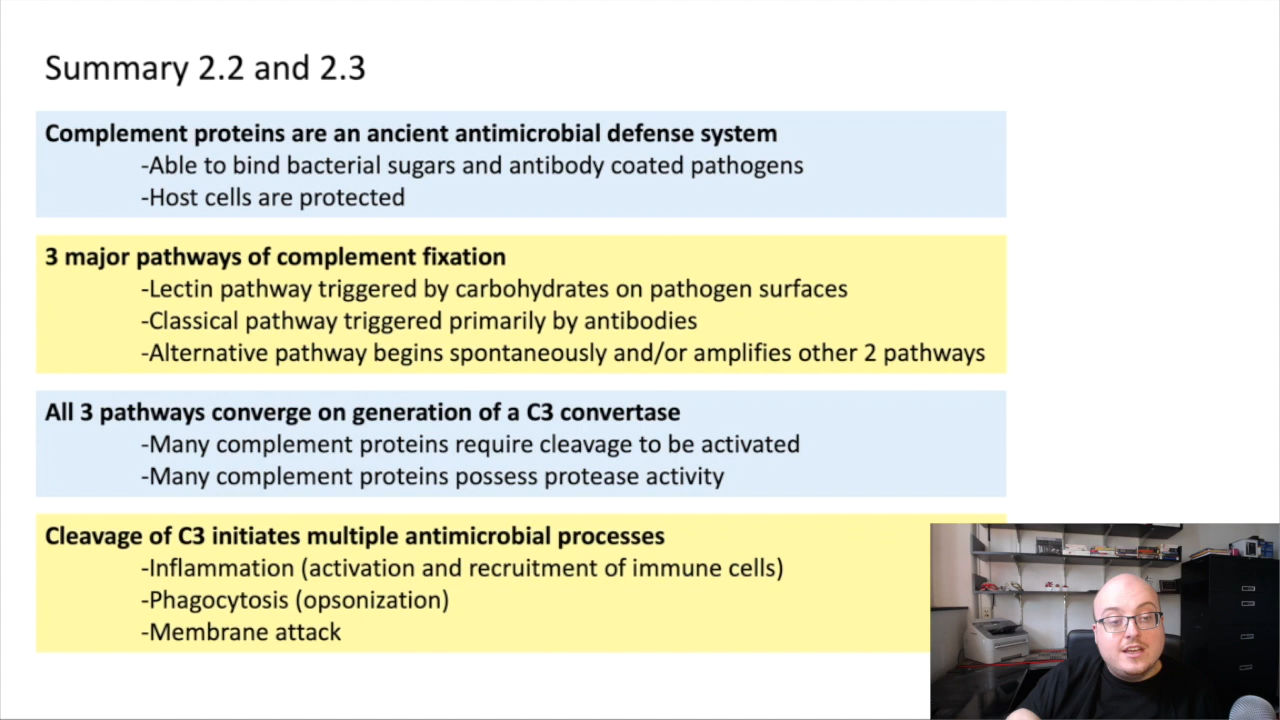 Summary 2.2 and 2.3
Complement proteins are an ancient antimicrobial defense system
-Able to bind bacterial sugars and antibody coated pathogens
-Host cells are protected
3 major pathways of complement fixation
-Lectin pathway triggered by carbohydrates on pathogen surfaces
-Classical pathway triggered primarily by antibodies
-Alternative pathway begins spontaneously and/or amplifies other 2 pathways
All 3 pathways converge on generation of a C3 convertase
-Many complement proteins require cleavage to be activated
-Many complement proteins possess protease activity
Cleavage of C3 initiates multiple antimicrobial processes
-Inflammation (activation and recruitment of immune cells)
-Phagocytosis (opsonization)
-Membrane attack